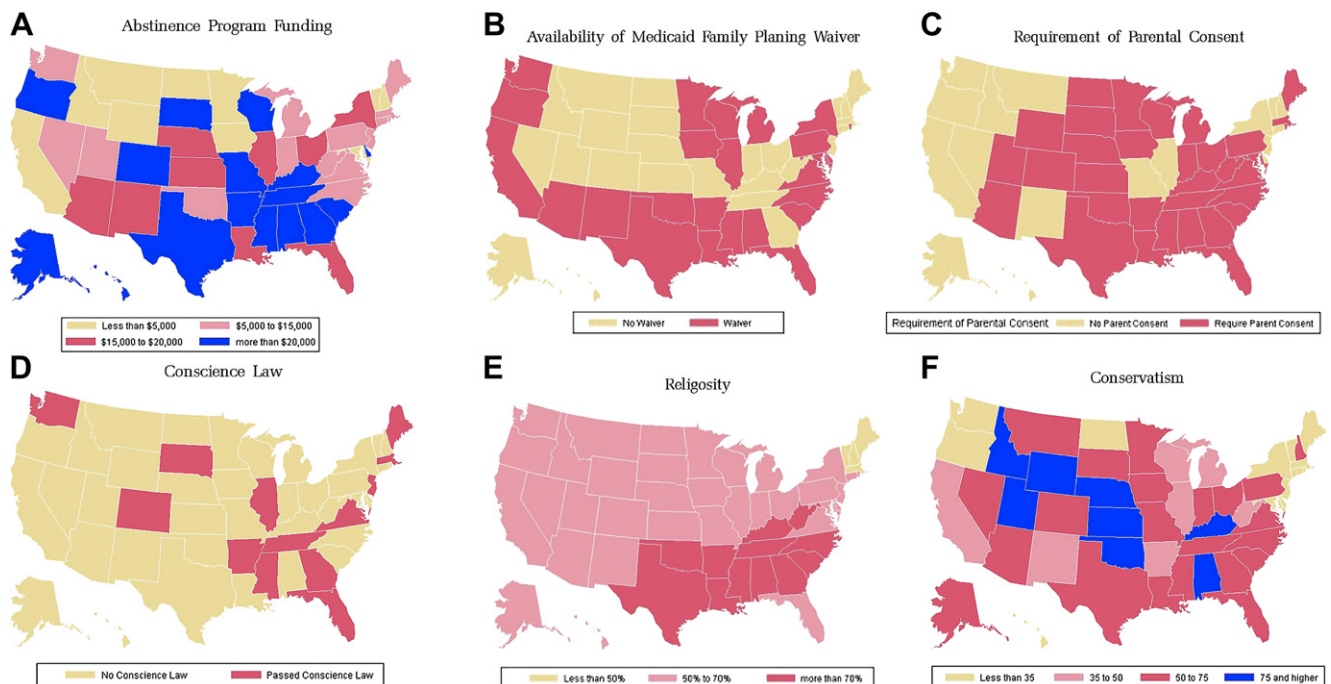 A
Abstinence Program Funding
Less than $5,000
$5,000 to $15,000
$15,000 to $20,000
more than $20,000
B
Availability of Medicaid Family Planing Waiver
No Waiver
Waiver
C
Requirement of Parental Consent
Requirement of Parental Consent
No Parent Consent
Require Parent Consent
D
Conscience Law
No Conscience Law
Passed Conscience Law
E
Religosity
Less than 50%
50% to 70%
more than 70%
F
Conservatism
Less than 35
35 to 50
50 to 75
75 and higher